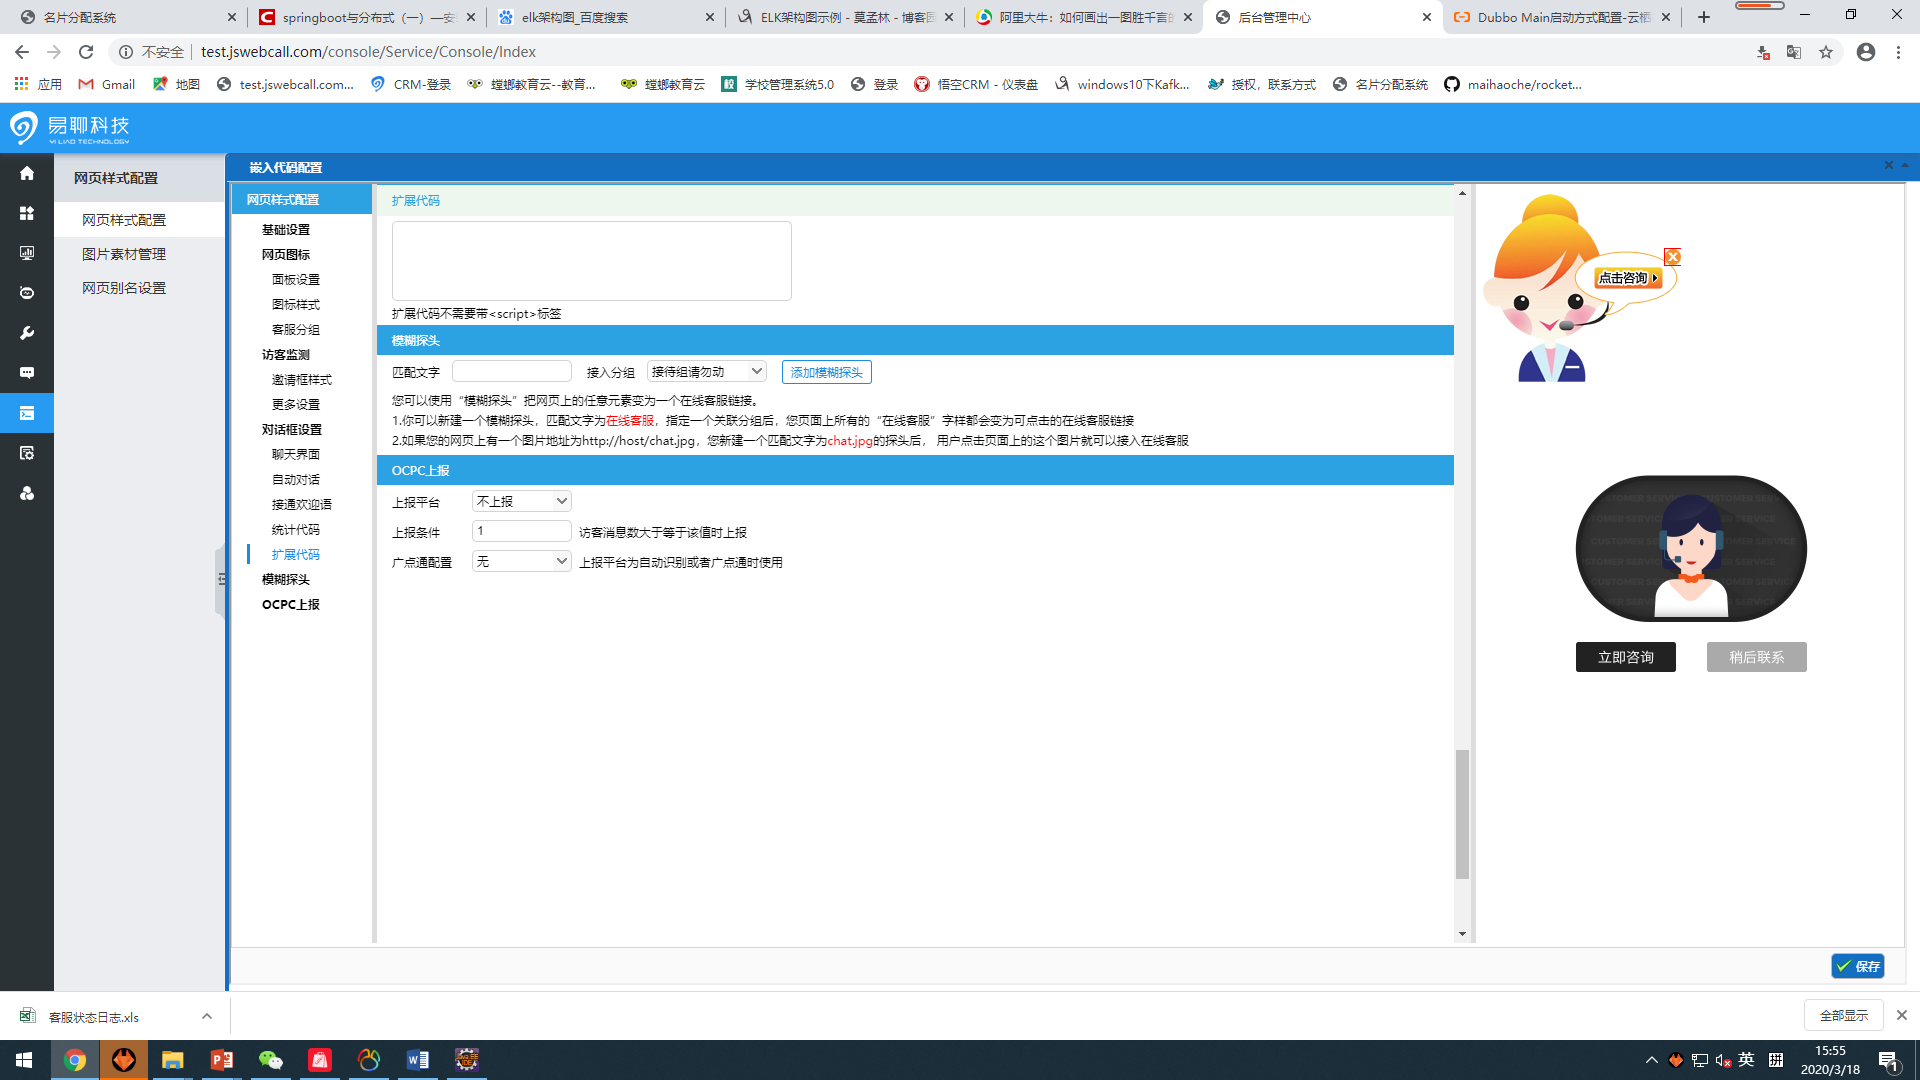 名片分配系统
springboot与分布式（一）—安
elk架构图_百度搜索
ELK架构图示例 - 莫孟林 - 博客园
阿里大牛：如何画出一图胜千言的
后台管理中心
Dubbo Main启动方式配置-云栖
不安全
test.jswebcall.com/console/Service/Console/Index
应用
Gmail
地图
test.jswebcall.com...
CRM-登录
螳螂教育云--教育...
螳螂教育云
学校管理系统5.0
登录
悟空CRM - 仪表盘
windows10下Kafk...
授权，联系方式
名片分配系统
maihaoche/rocket...
易聊科技
YI LIAO TECHNOLOGY
网页样式配置
网页样式配置
图片素材管理
网页别名设置
嵌入代码配置
网页样式配置
基础设置
网页图标
面板设置
图标样式
客服分组
访客监测
邀请框样式
更多设置
对话框设置
聊天界面
自动对话
接通欢迎语
统计代码
扩展代码
模糊探头
OCPC上报
扩展代码
扩展代码不需要带<script>标签
模糊探头
匹配文字
接入分组
接待组请勿动
添加模糊探头
您可以使用“模糊探头”把网页上的任意元素变为一个在线客服链接。
1.你可以新建一个模糊探头，匹配文字为在线客服，指定一个关联分组后，您页面上所有的“在线客服”字样都会变为可点击的在线客服链接
2.如果您的网页上有一个图片地址为http://host/chat.jpg，您新建一个匹配文字为chat.jpg的探头后， 用户点击页面上的这个图片就可以接入在线客服
OCPC上报
上报平台
不上报
上报条件
1
访客消息数大于等于该值时上报
广点通配置
无
上报平台为自动识别或者广点通时使用
点击咨询
CUSTOMER SERVICE
立即咨询
稍后联系
保存
客服状态日志.xls
全部显示
英
15:55
2020/3/18
1